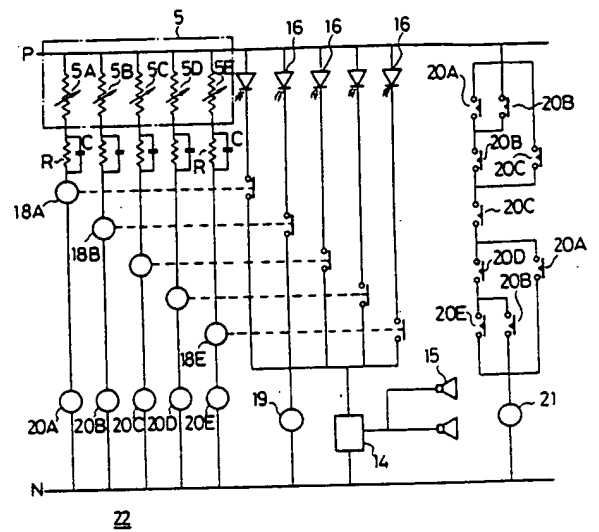 5
16 16 16
P
5A 5B 5C 5D 5E
20A 20B
R C R C
20B 20C
18A
20C
18B
20D 20A
20E 20B
18E
15
20A 20B 20C 20D 20E
19
21
14
N
22